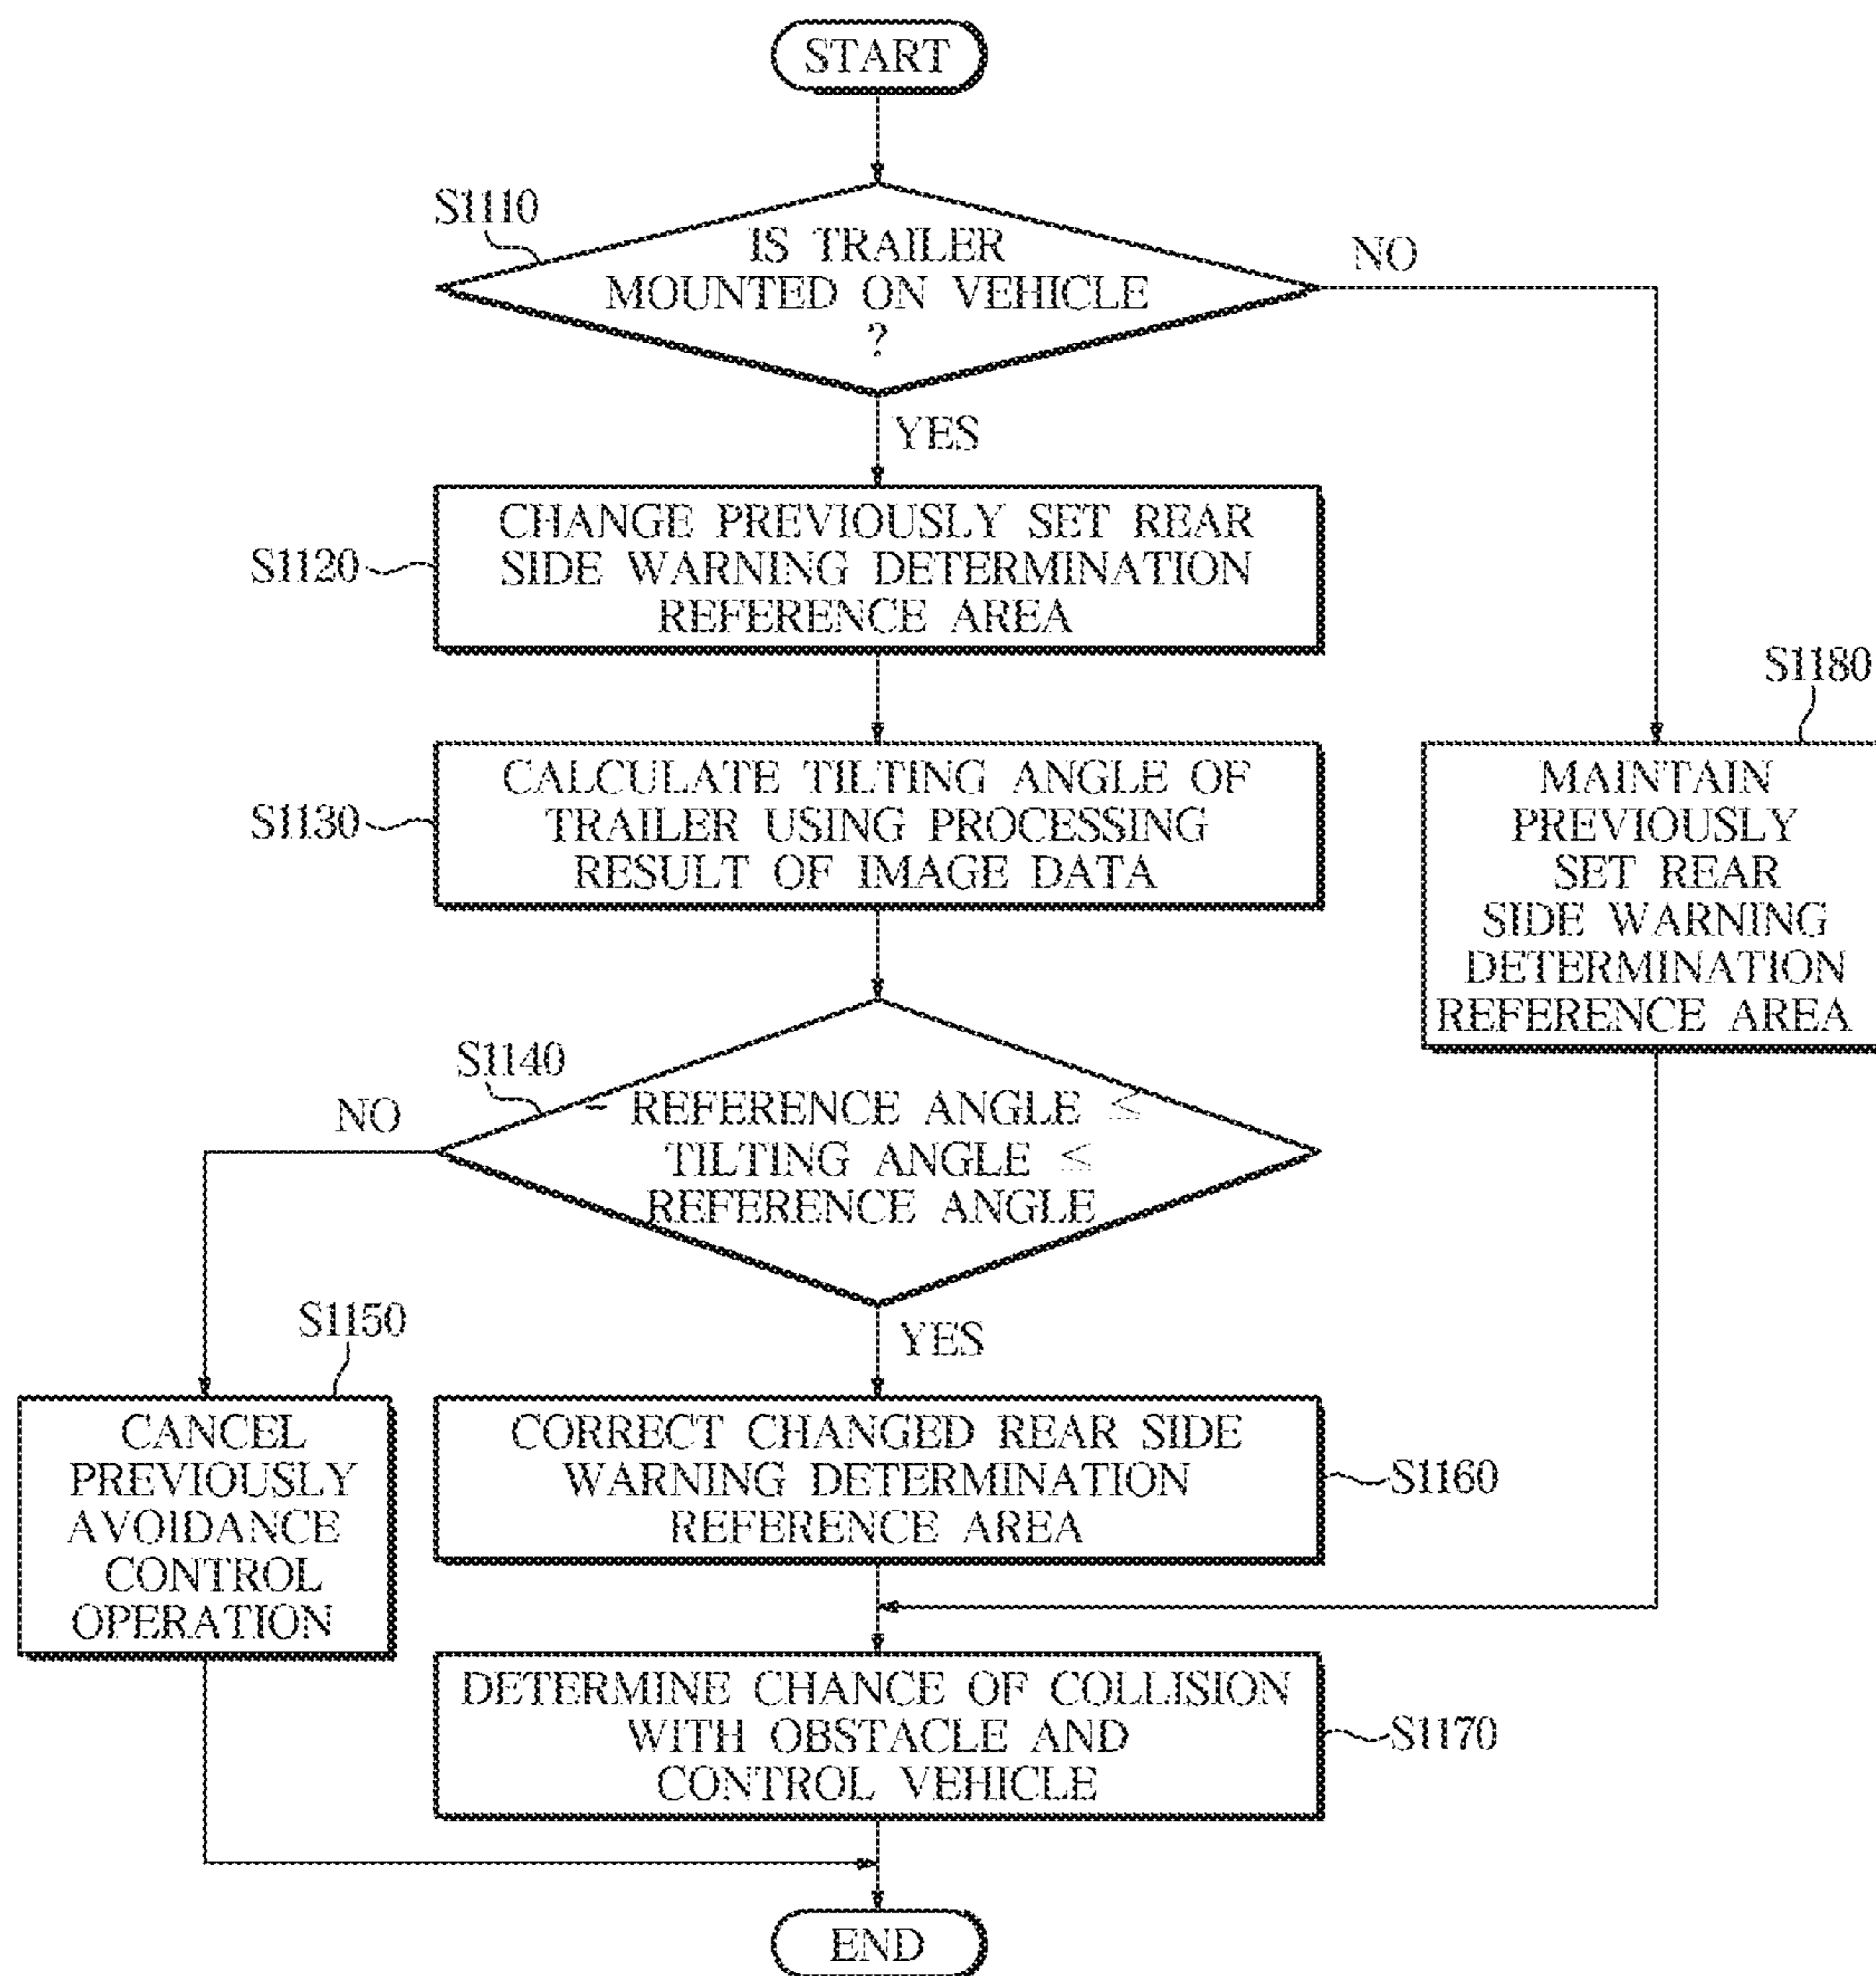 START
S1110
IS TRAILER
MOUNTED ON VEHICLE
?
NO
YES
S1120
CHANGE PREVIOUSLY SET REAR
SIDE WARNING DETERMINATION
REFERENCE AREA
S1130
CALCULATE TILTING ANGLE OF
TRAILER USING PROCESSING
RESULT OF IMAGE DATA
S1180
MAINTAIN
PREVIOUSLY
SET REAR
SIDE WARNING
DETERMINATION
REFERENCE AREA
S1140
- REFERENCE ANGLE ≤
TILTING ANGLE ≤
REFERENCE ANGLE
NO
YES
S1150
CANCEL
PREVIOUSLY
AVOIDANCE
CONTROL
OPERATION
CORRECT CHANGED REAR SIDE
WARNING DETERMINATION
REFERENCE AREA
S1160
DETERMINE CHANCE OF COLLISION
WITH OBSTACLE AND
CONTROL VEHICLE
S1170
END